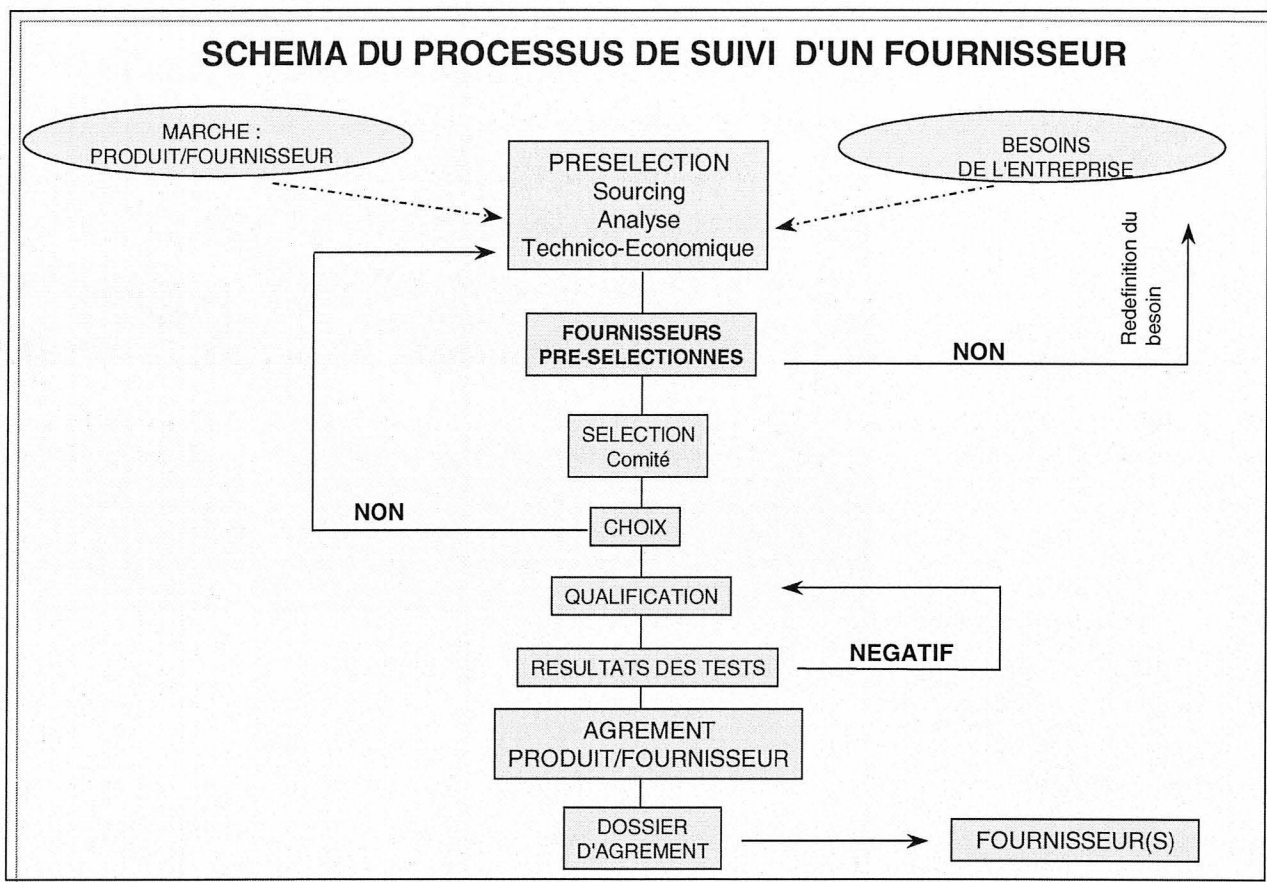 SCHEMA DU PROCESSUS DE SUIVI D'UN FOURNISSEUR
MARCHE :
PRODUIT/FOURNISSEUR
PRESELECTION
Sourcing
Analyse
Technico-Economique
BESOINS
DE L'ENTREPRISE
Redefinition du
besoin
FOURNISSEURS
PRE-SELECTIONNES
NON
SELECTION
Comité
NON
CHOIX
QUALIFICATION
RESULTATS DES TESTS
NEGATIF
AGREMENT
PRODUIT/FOURNISSEUR
DOSSIER
D'AGREMENT
FOURNISSEUR(S)